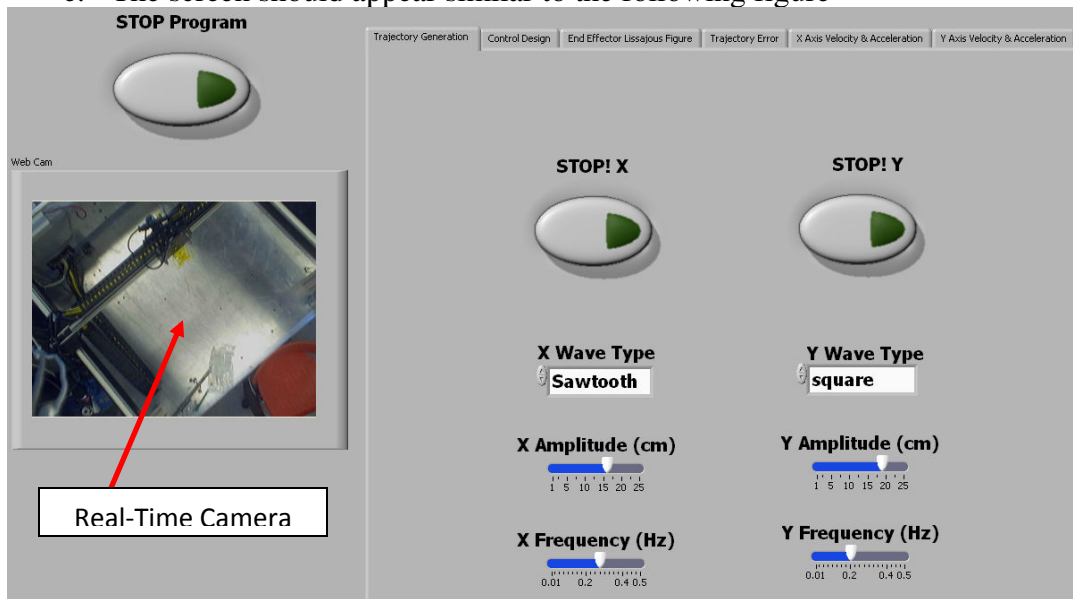 The screen should appear similar to the following figure
STOP Program
Trajectory Generation
Control Design
End Effector Lissajous Figure
Trajectory Error
X Axis Velocity & Acceleration
Y Axis Velocity & Acceleration
Web Cam
STOP! X
STOP! Y
X Wave Type
Sawtooth
Y Wave Type
square
X Amplitude (cm)
1 5 10 15 20 25
Y Amplitude (cm)
1 5 10 15 20 25
Real-Time Camera
X Frequency (Hz)
0.01 0.2 0.4 0.5
Y Frequency (Hz)
0.01 0.2 0.4 0.5